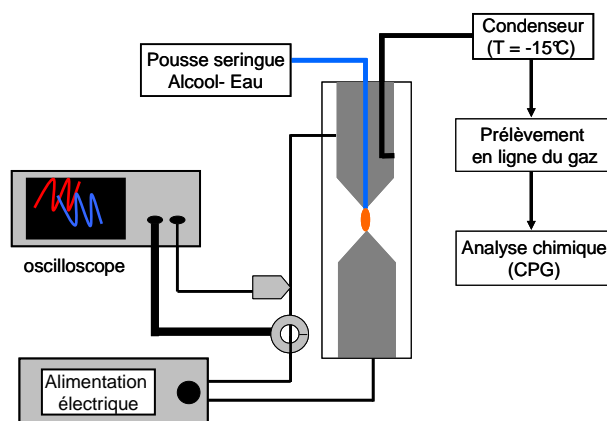 Condenseur
(T = -15°C)
Pousse seringue
Alcool- Eau
Prélèvement
en ligne du gaz
oscilloscope
Analyse chimique
(CPG)
Alimentation
électrique